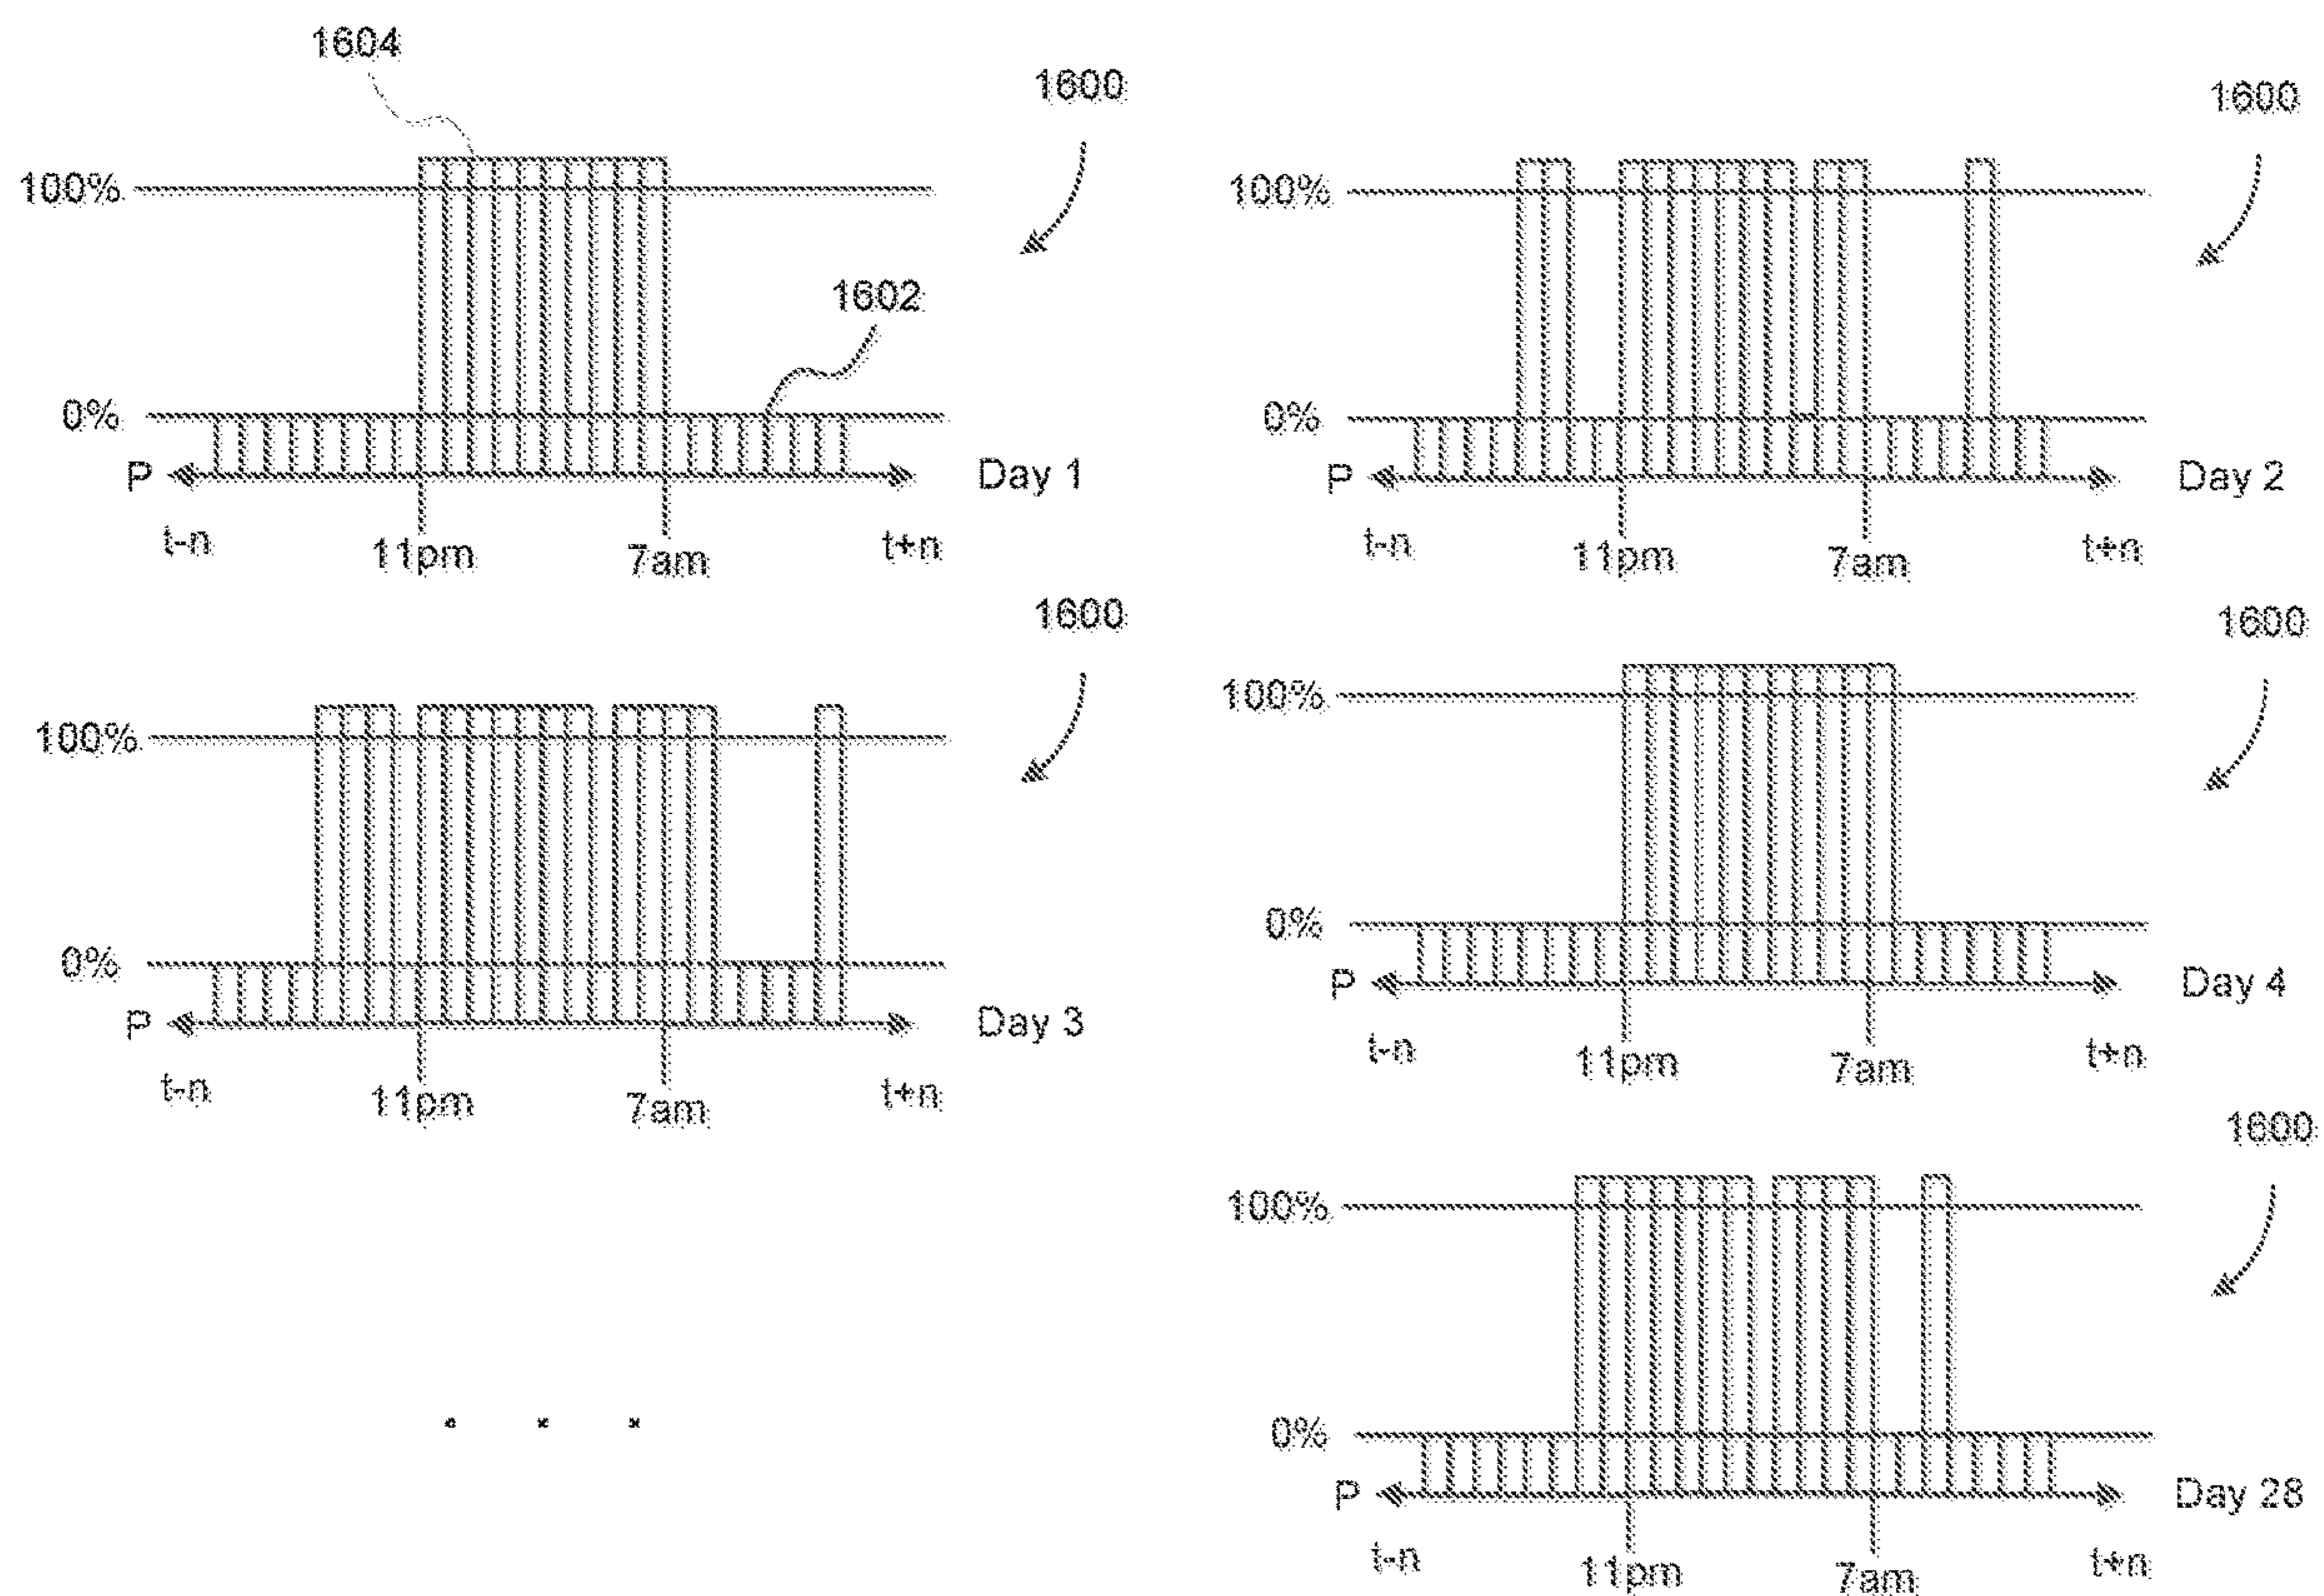 1604
1600
100%
1602
0%
P
Day 1
t-n
11pm
7am
t+n
1600
100%
0%
P
Day 2
t-n
11pm
7am
t+n
1600
100%
0%
P
Day 3
t-n
11pm
7am
t+n
1600
100%
0%
P
Day 4
t-n
11pm
7am
t+n
. . .
1600
100%
0%
P
Day 28
t-n
11pm
7am
t+n